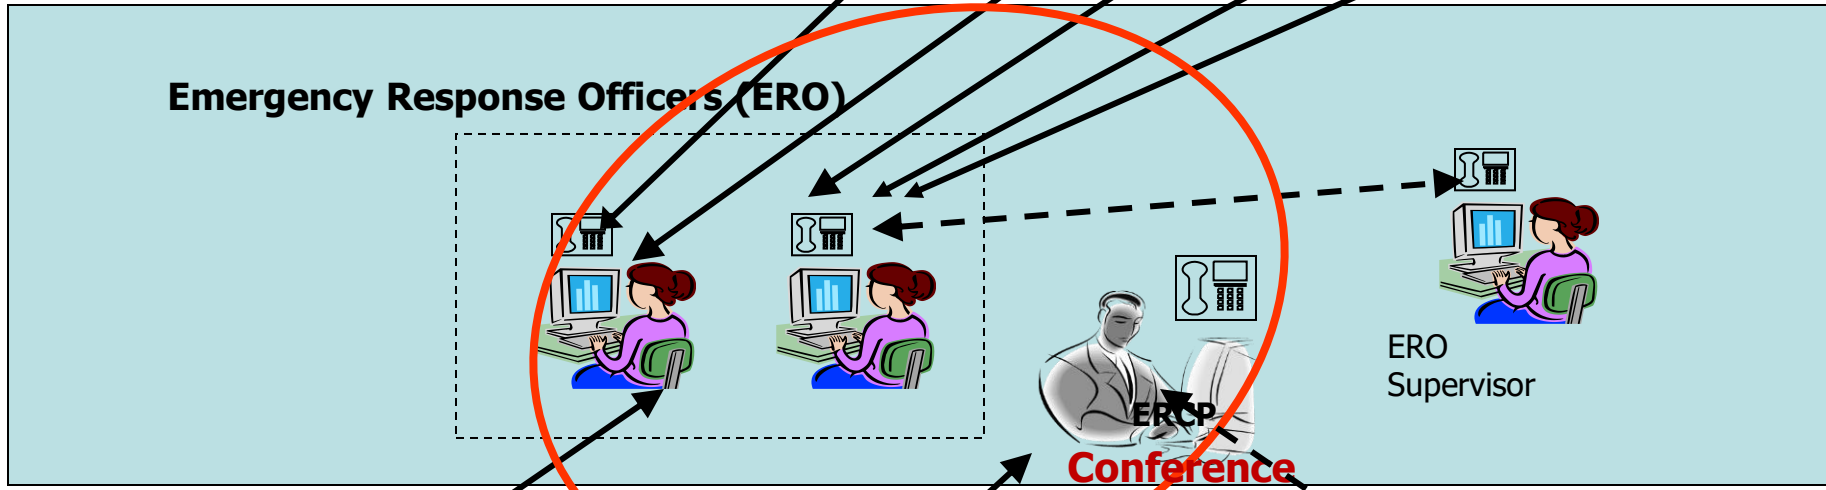 Emergency Response Officers (ERO)
ERO
Supervisor
ERCP
Conference